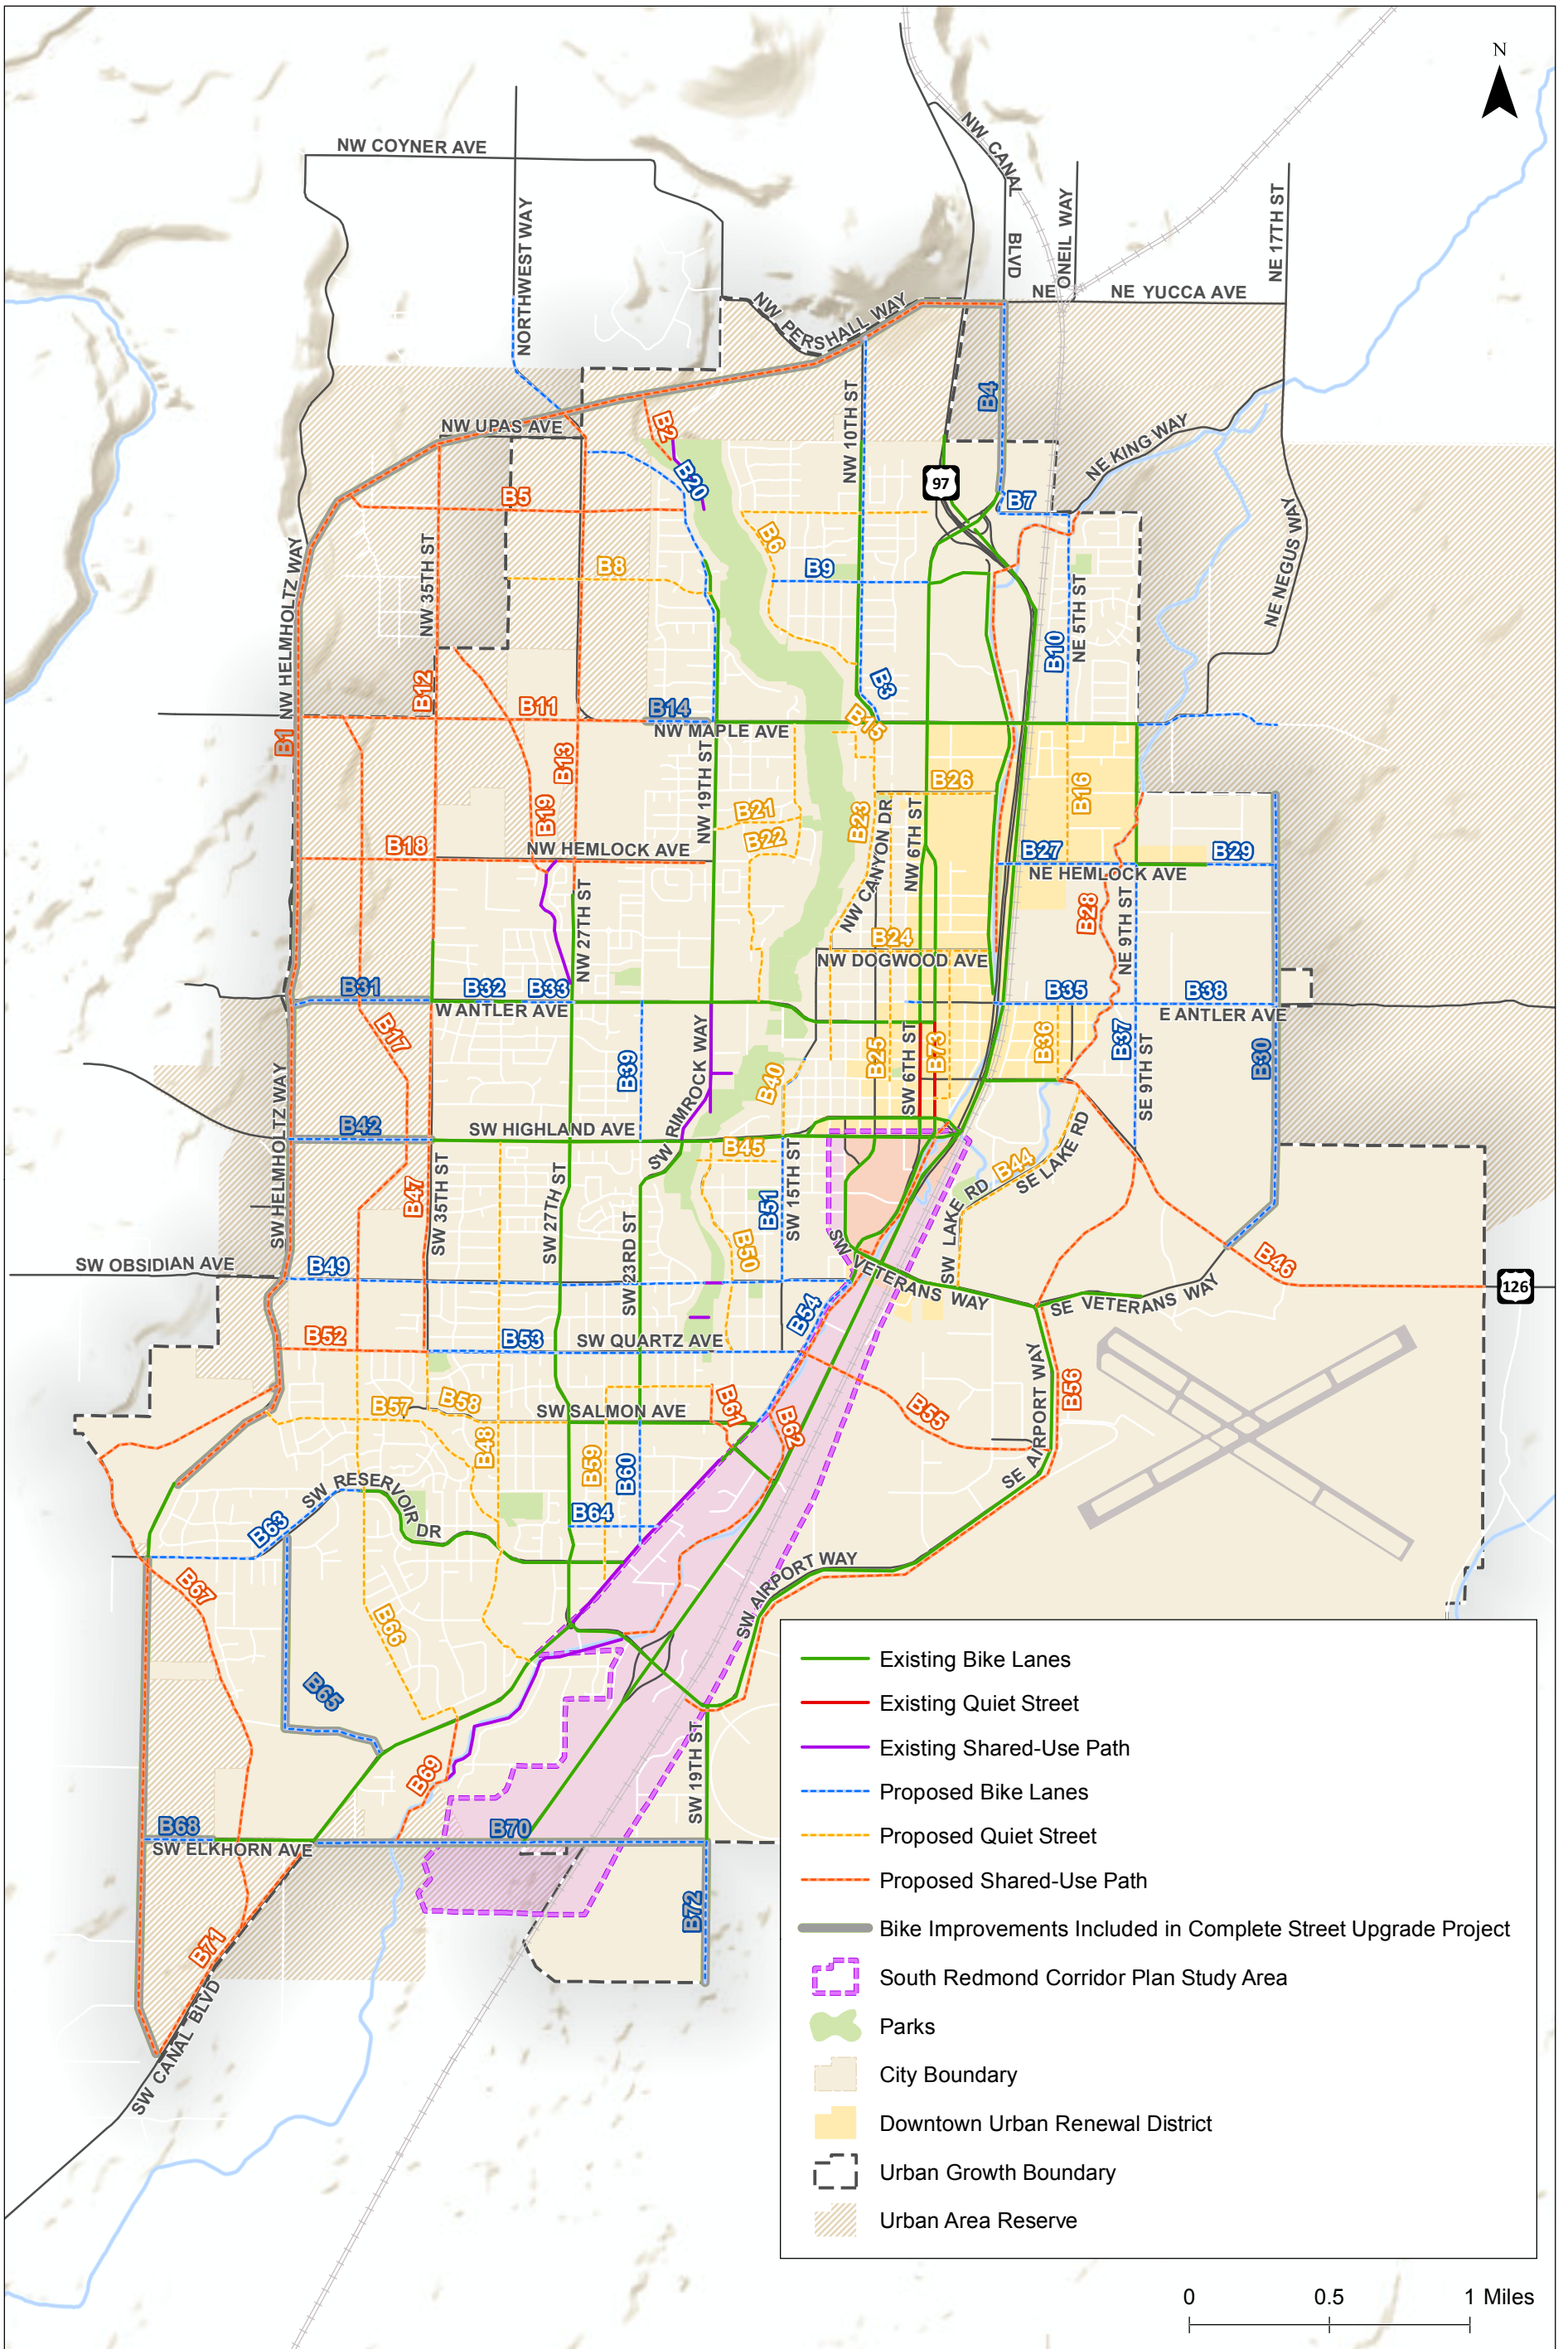 N
NW COYNER AVE
NW CANAL
BLVD
NORTHWEST WAY
ONEIL WAY
NE 17TH ST
NE
NE YUCCA AVE
NW PERSHALL WAY
B4
NW 10TH ST
B2
NW UPAS AVE
NE KING WAY
B20
97
B5
B7
B6
NE NEGUS WAY
NW 35TH ST
B8
B9
NE 5TH ST
B10
NW HELMHOLTZ WAY
B12
B3
B11
B14
B15
NW MAPLE AVE
B1
B13
NW 19TH ST
B26
B16
B19
B21
B23
NW CANYON DR
NW 6TH ST
B22
B18
NW HEMLOCK AVE
B27
B29
NE HEMLOCK AVE
B28
NE 9TH ST
NW 27TH ST
B24
NW DOGWOOD AVE
B31
B32
B33
B35
B38
W ANTLER AVE
E ANTLER AVE
B17
SW RIMROCK WAY
B25
SW 6TH ST
B73
B36
B37
SE 9TH ST
B30
B39
B40
SW HELMHOLTZ WAY
B42
SW HIGHLAND AVE
B45
B44
SE LAKE RD
SW 15TH ST
B47
SW 35TH ST
SW 27TH ST
B51
SW LAKE RD
SW 23RD ST
B50
SW OBSIDIAN AVE
B49
SW VETERANS WAY
B46
126
SE VETERANS WAY
B54
B52
B53
SW QUARTZ AVE
SE AIRPORT WAY
B56
B57
B58
SW SALMON AVE
B61
B62
B55
B48
B59
B60
SW RESERVOIR DR
B64
B63
SW AIRPORT WAY
B67
B66
B65
B69
SW 19TH ST
B68
B70
SW ELKHORN AVE
B72
B71
SW CANAL BLVD
Existing Bike Lanes
Existing Quiet Street
Existing Shared-Use Path
Proposed Bike Lanes
Proposed Quiet Street
Proposed Shared-Use Path
Bike Improvements Included in Complete Street Upgrade Project
South Redmond Corridor Plan Study Area
Parks
City Boundary
Downtown Urban Renewal District
Urban Growth Boundary
Urban Area Reserve
0 0.5 1 Miles